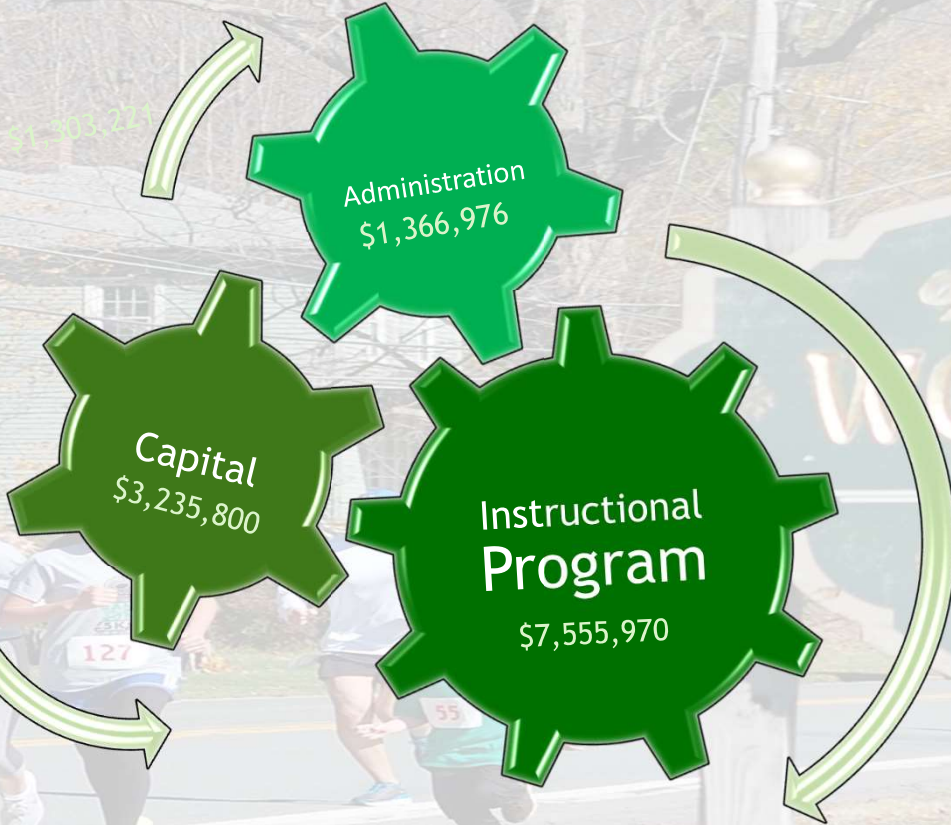 $1,303,221
Administration
$1,366,976
Capital
$3,235,800
Instructional
Program
$7,555,970
127
55